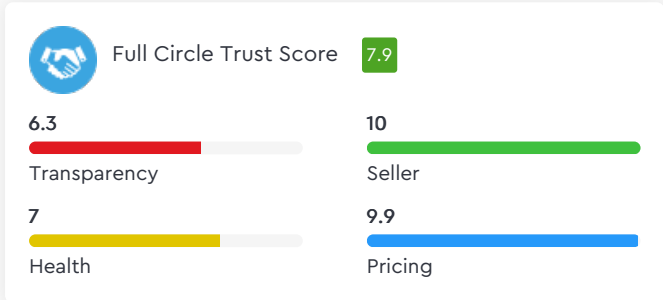 Full Circle Trust Score 7.9
6.3
Transparency
10
Seller
7
Health
9.9
Pricing